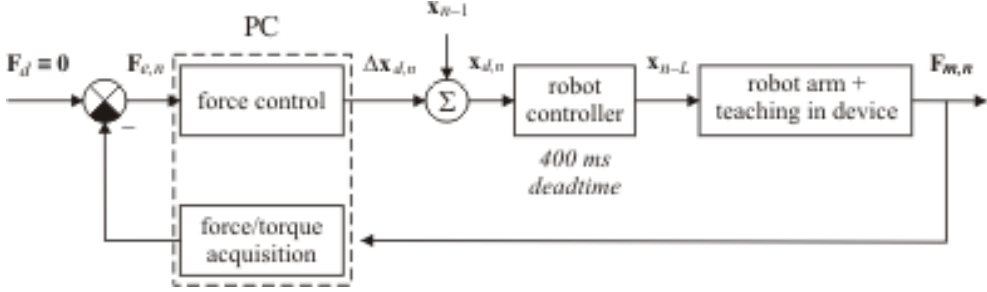 x_{n–1}
PC
F_d = 0
F_{e,n}
Δx_{d,n}
x_{d,n}
x_{n–L}
F_{m,n}
force control
Σ
robot
controller
robot arm +
teaching in device
–
400 ms
deadtime
force/torque
acquisition